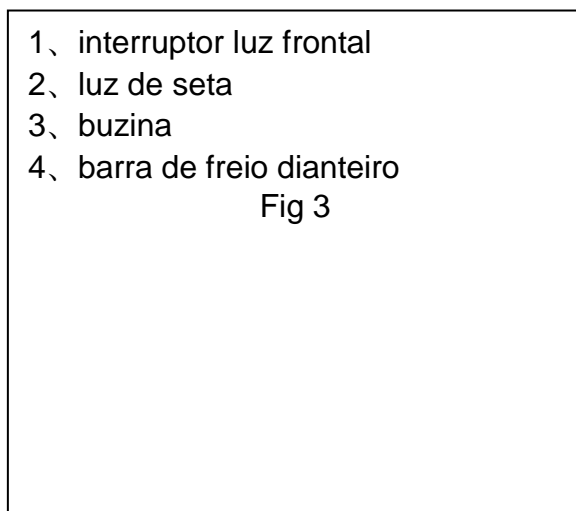 1、interruptor luz frontal
2、luz de seta
3、buzina
4、barra de freio dianteiro
Fig 3